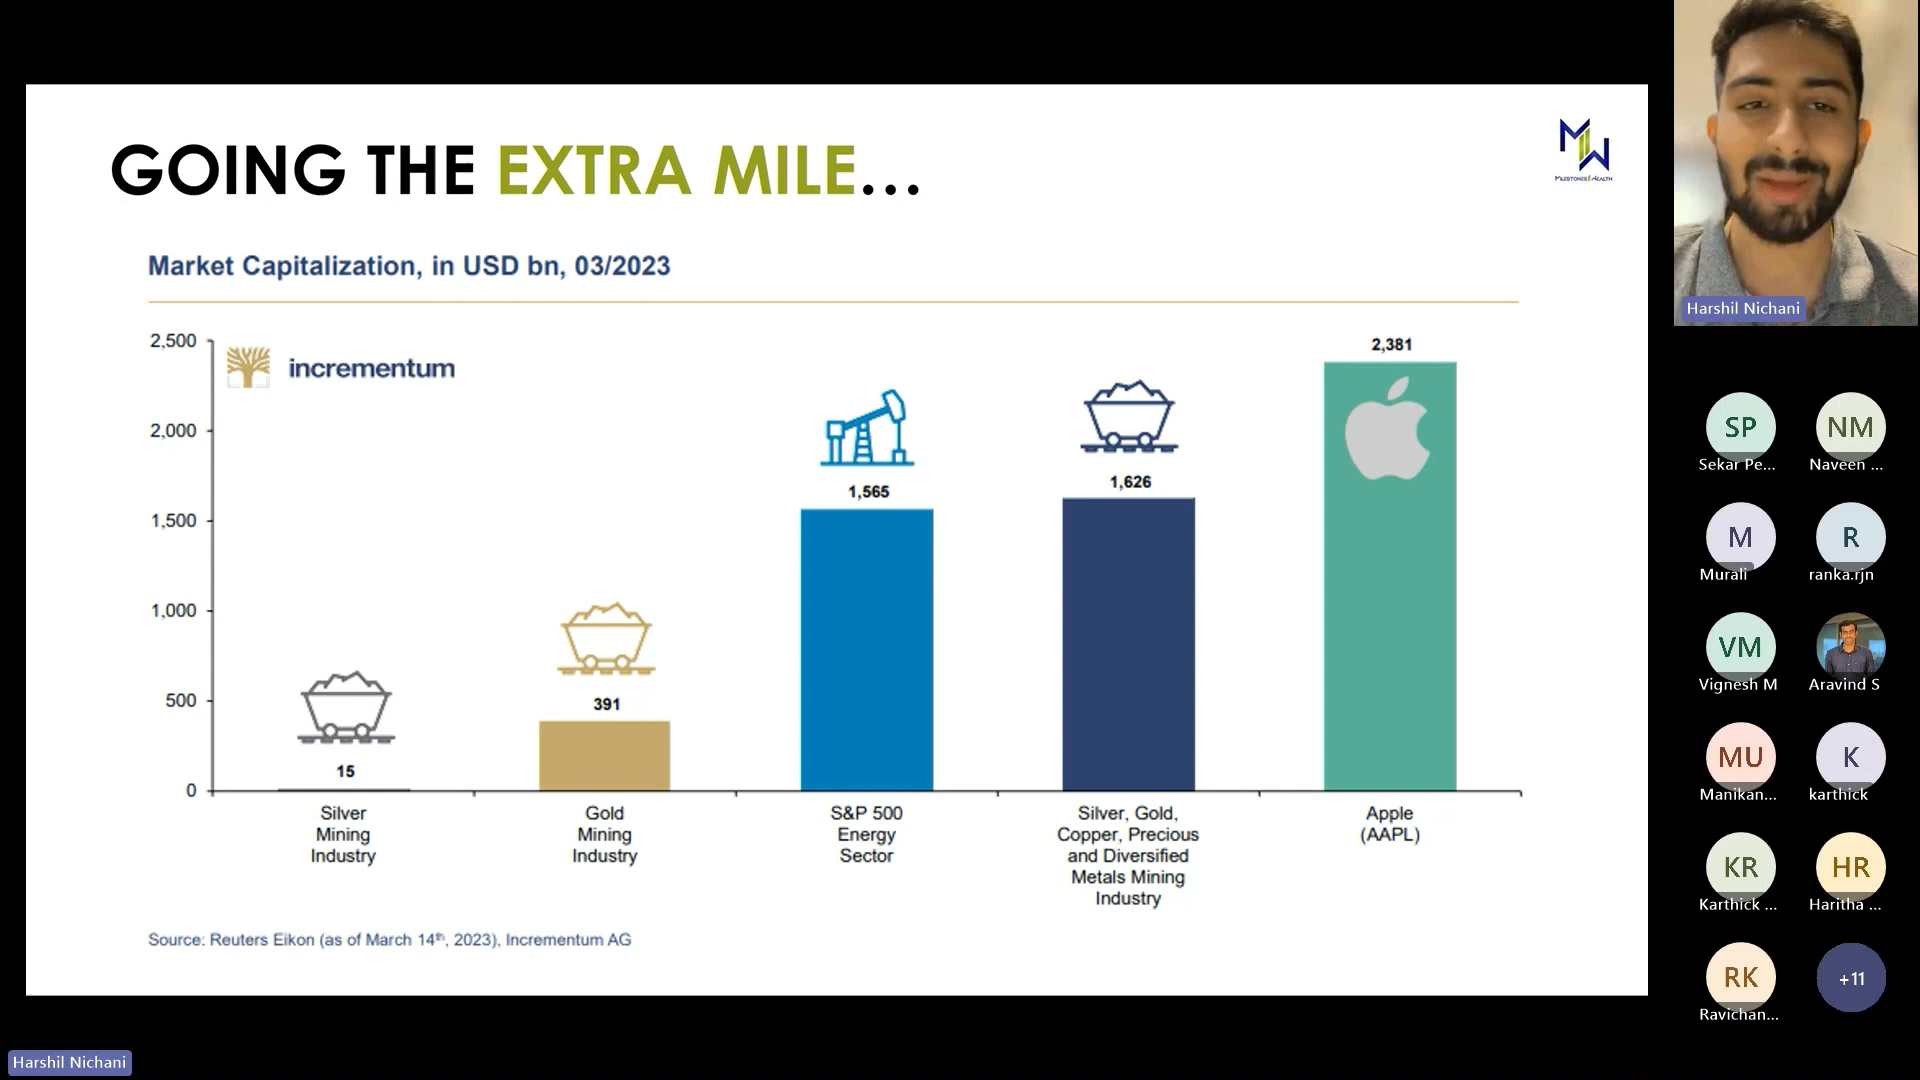 GOING THE EXTRA MILE...
MW
MILESTONES WEALTH
Market Capitalization, in USD bn, 03/2023
incrementum
2,500
2,000
1,500
1,000
500
0
15
391
1,565
1,626
2,381
Silver
Mining
Industry
Gold
Mining
Industry
S&P 500
Energy
Sector
Silver, Gold,
Copper, Precious
and Diversified
Metals Mining
Industry
Apple
(AAPL)
Source: Reuters Eikon (as of March 14th, 2023), Incrementum AG
Harshil Nichani
Harshil Nichani
SP
Sekar Pe...
NM
Naveen ...
M
Murali
R
ranka.rjn
VM
Vignesh M
Aravind S
MU
Manikan...
K
karthick
KR
Karthick ...
HR
Haritha ...
RK
Ravichan...
+11